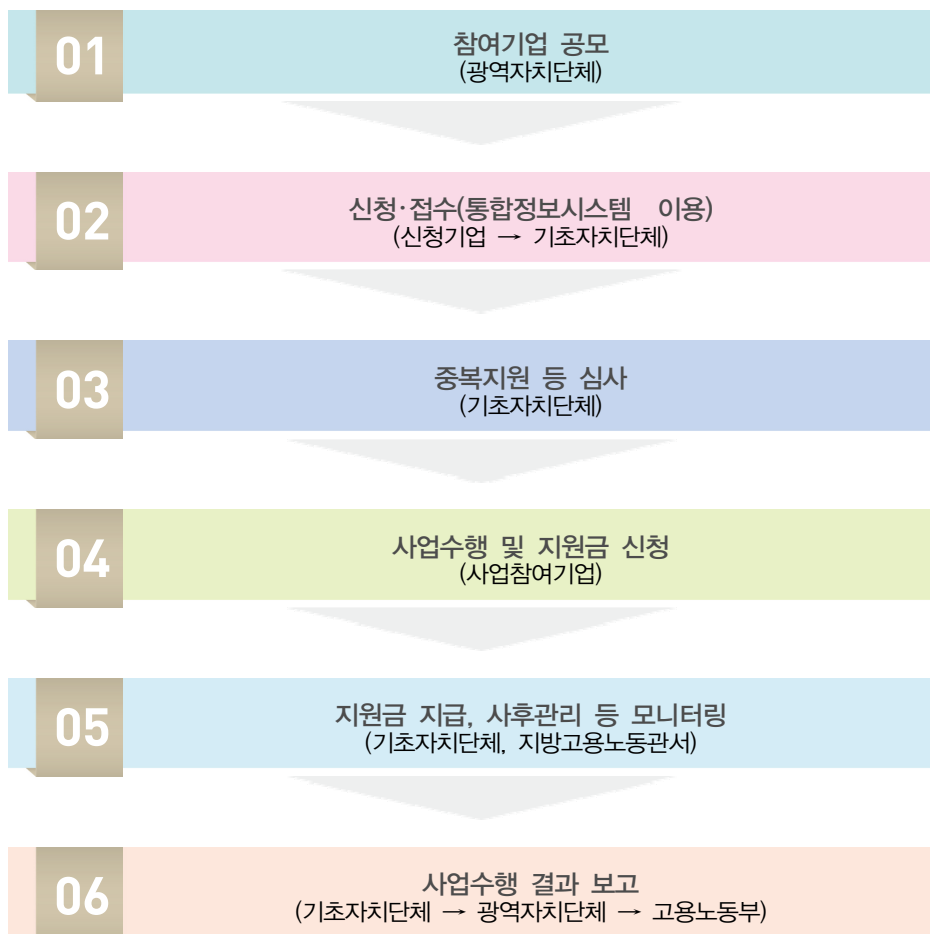 01
참여기업 공모
(광역자치단체)
02
신청·접수(통합정보시스템 이용)
(신청기업 → 기초자치단체)
03
중복지원 등 심사
(기초자치단체)
04
사업수행 및 지원금 신청
(사업참여기업)
05
지원금 지급, 사후관리 등 모니터링
(기초자치단체, 지방고용노동관서)
06
사업수행 결과 보고
(기초자치단체 → 광역자치단체 → 고용노동부)